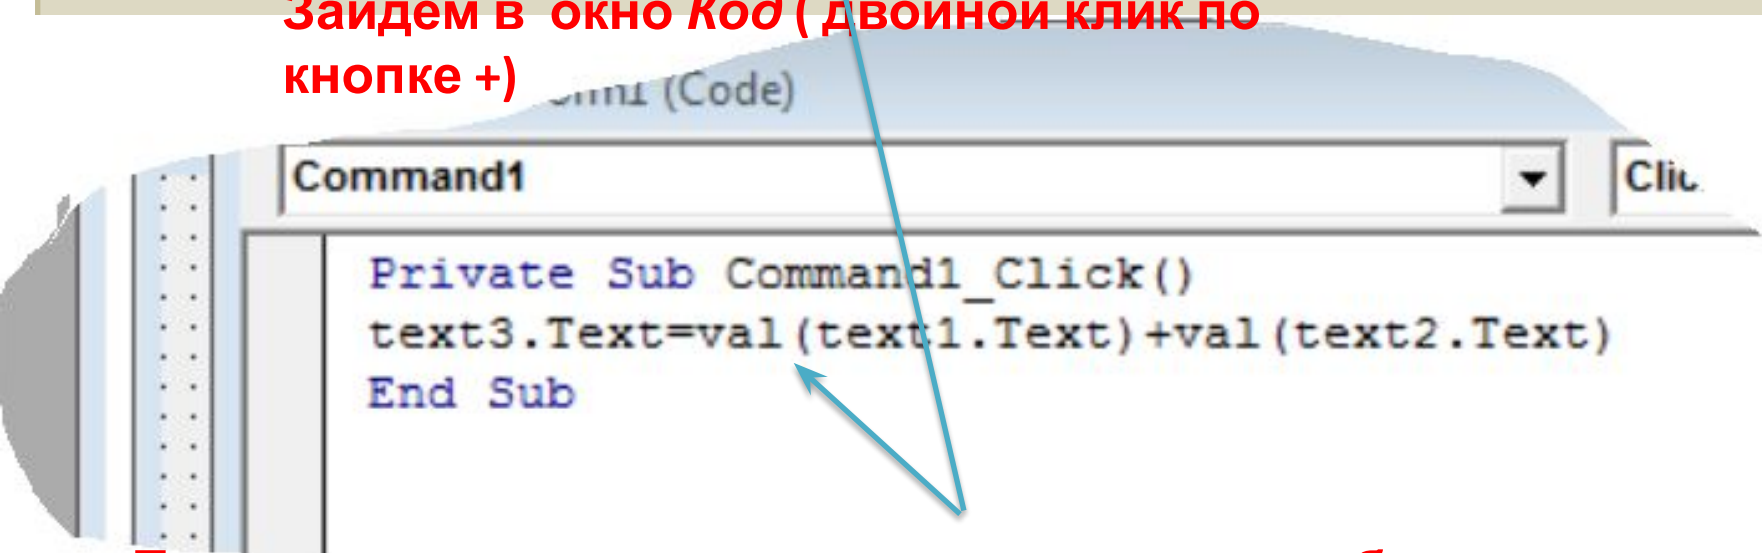 Зайдем в окно Код ( двойной клик по
кнопке +)
(Code)
Command1
Private Sub Command1_Click()
text3.Text=val(text1.Text)+val(text2.Text)
End Sub